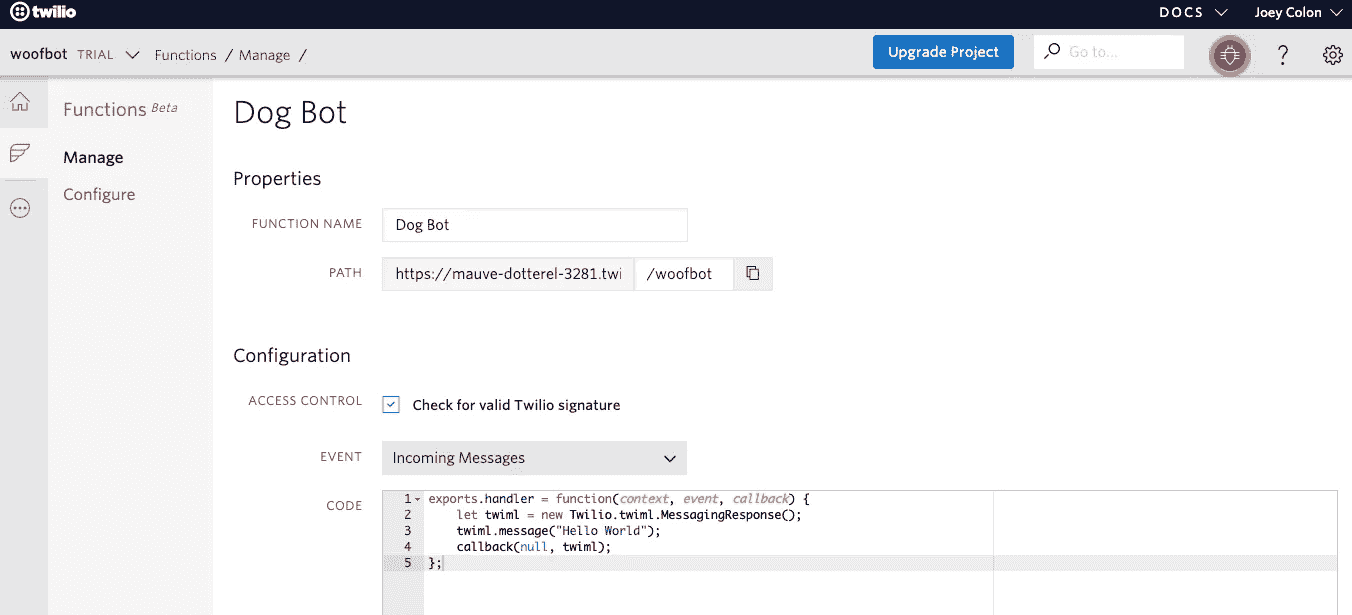 twilio DOCS Joey Colon
woofbot TRIAL Functions / Manage / Upgrade Project Go to... ?
Functions Beta
Manage
Configure
Dog Bot
Properties
FUNCTION NAME Dog Bot
PATH https://mauve-dotterel-3281.twi /woofbot
Configuration
ACCESS CONTROL Check for valid Twilio signature
EVENT Incoming Messages
CODE
1 exports.handler = function(context, event, callback) {
2 let twiml = new Twilio.twiml.MessagingResponse();
3 twiml.message("Hello World");
4 callback(null, twiml);
5 };